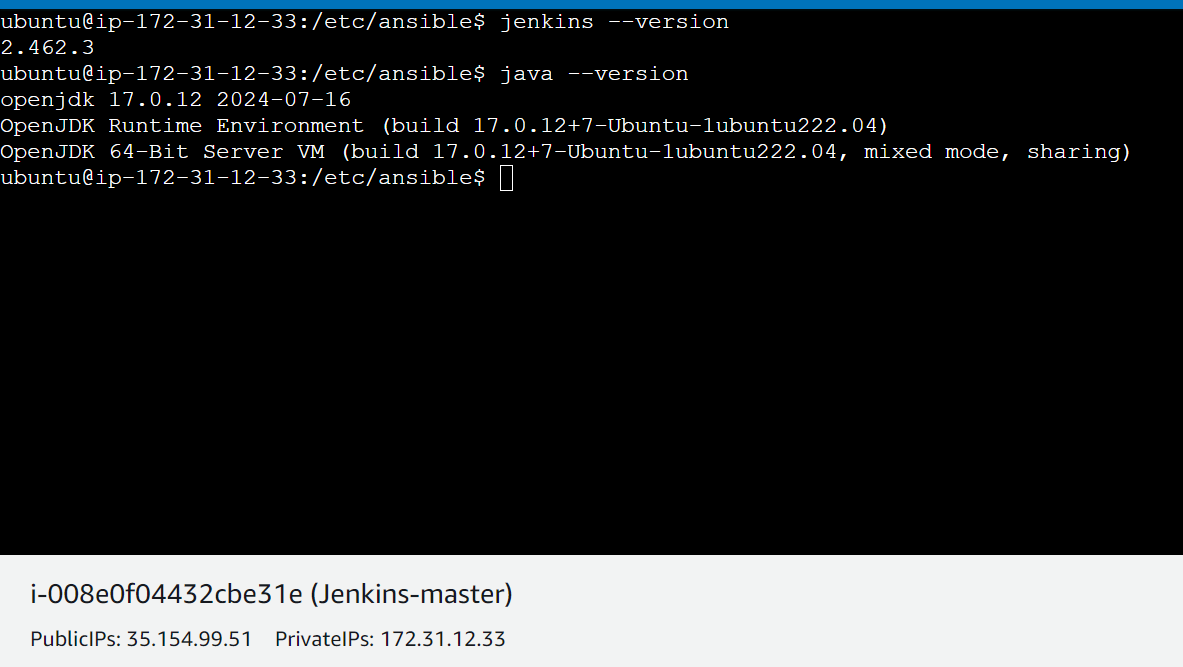 ubuntu@ip-172-31-12-33:/etc/ansible$ jenkins --version
2.462.3
ubuntu@ip-172-31-12-33:/etc/ansible$ java --version
openjdk 17.0.12 2024-07-16
OpenJDK Runtime Environment (build 17.0.12+7-Ubuntu-1ubuntu222.04)
OpenJDK 64-Bit Server VM (build 17.0.12+7-Ubuntu-1ubuntu222.04, mixed mode, sharing)
ubuntu@ip-172-31-12-33:/etc/ansible$
i-008e0f04432cbe31e (Jenkins-master)
PublicIPs: 35.154.99.51 PrivateIPs: 172.31.12.33